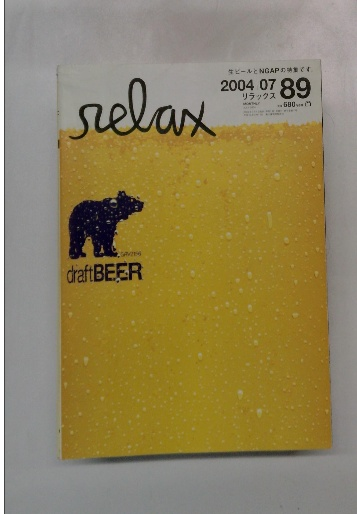 生ビールとNGAPの特集です。
relax
2004 07
リラックス
89
680
draftBEER